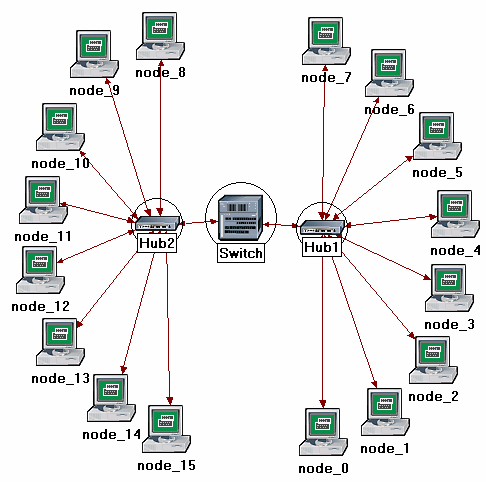 node_8
node_7
node_9
node_6
node_10
node_5
node_11
Hub2
Switch
Hub1
node_4
node_12
node_3
node_13
node_2
node_14
node_1
node_15
node_0